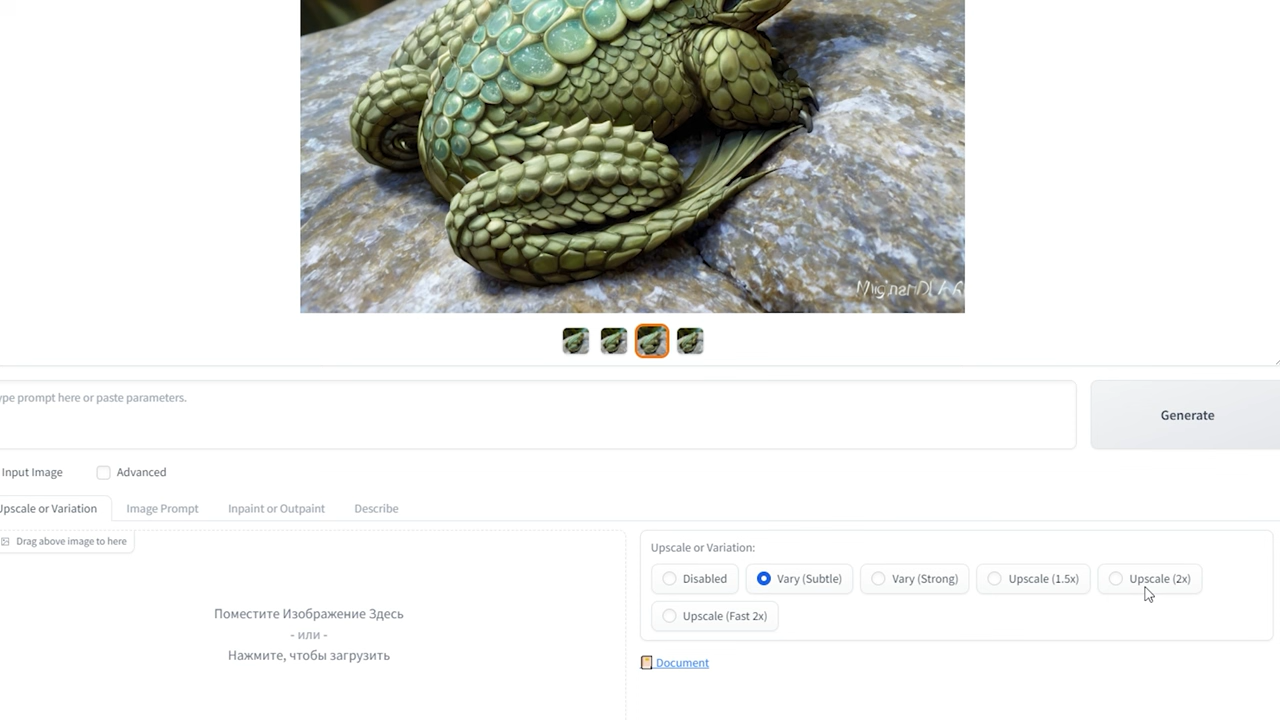 ype prompt here or paste parameters.
Generate
Input Image
Advanced
Upscale or Variation
Image Prompt
Inpaint or Outpaint
Describe
Drag above image to here
Поместите Изображение Здесь
- или -
Нажмите, чтобы загрузить
Upscale or Variation:
Disabled
Vary (Subtle)
Vary (Strong)
Upscale (1.5x)
Upscale (2x)
Upscale (Fast 2x)
Document